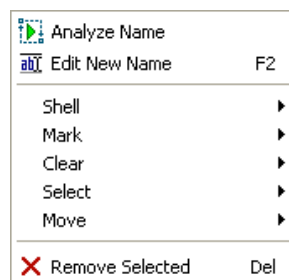 Analyze Name
Edit New Name F2
Shell
Mark
Clear
Select
Move
Remove Selected Del